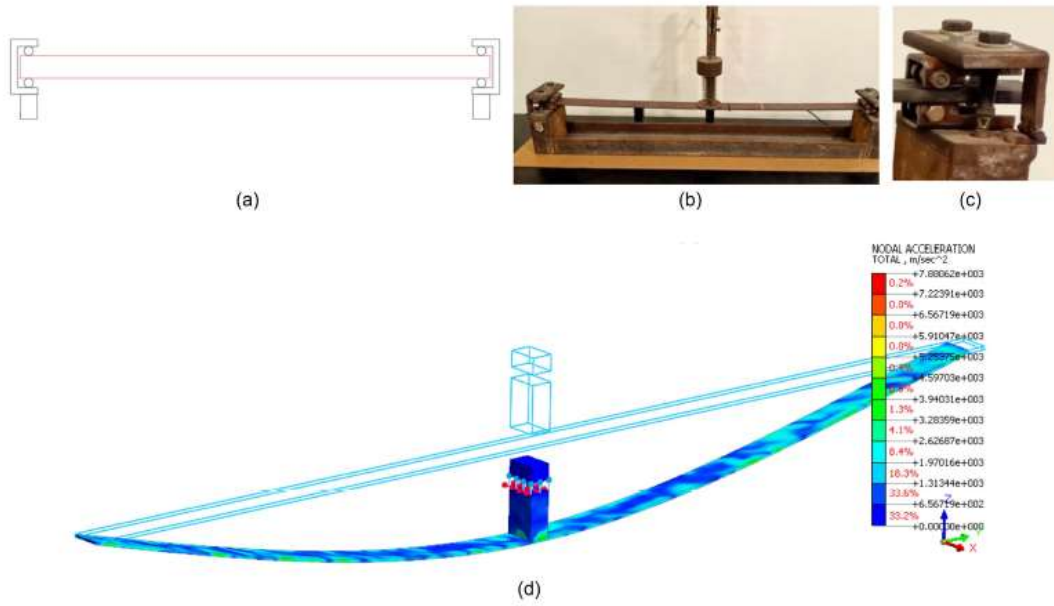 (a)
(b)
(c)
NODAL ACCELERATION
TOTAL , m/sec^2
+7.88062e+003
0.2%
+7.22391e+003
0.0%
+6.56719e+003
0.0%
+5.91047e+003
0.0%
+5.25375e+003
+4.59703e+003
+3.94031e+003
1.3%
+3.28359e+003
4.1%
+2.62687e+003
8.4%
+1.97016e+003
18.3%
+1.31344e+003
33.6%
+6.56719e+002
33.2%
+0.00000e+000
Z
Y
X
(d)